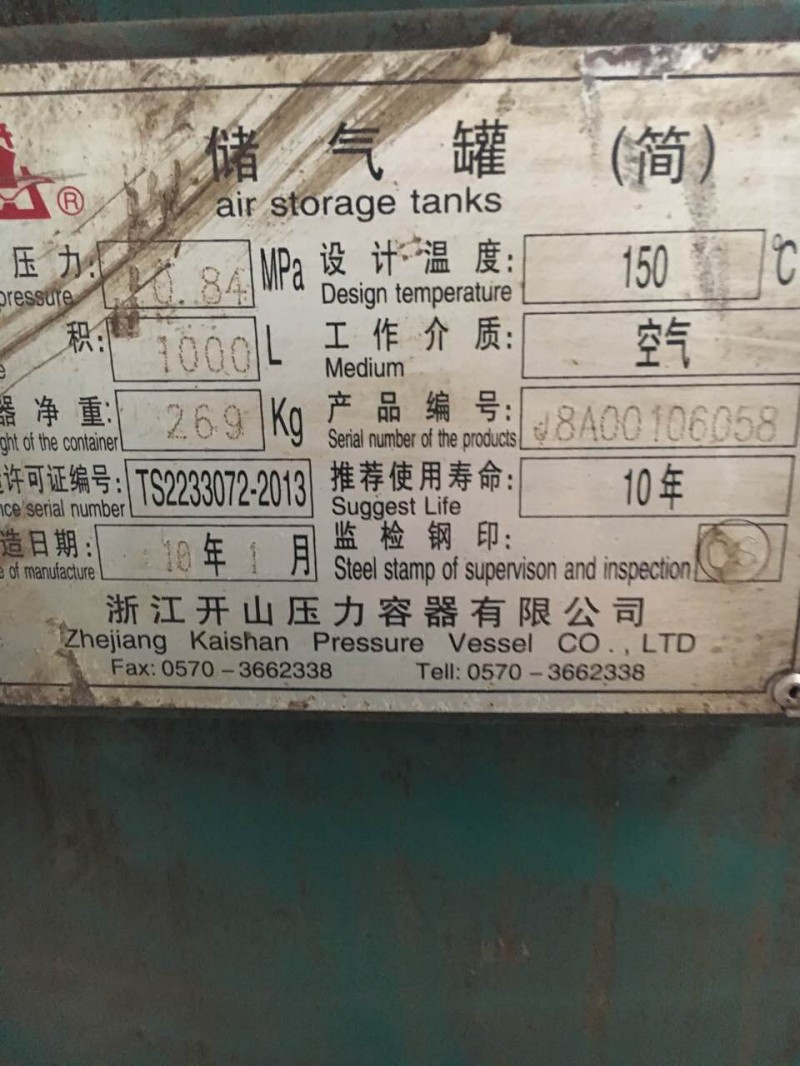 储气罐 (简)
air storage tanks
®
压力: 0.84 MPa 设计温度: 150 ℃
pressure Design temperature
积: 1000 L 工作介质: 空气
e Medium
器净重: 269 Kg 产品编号: 8A00106058
ght of the container Serial number of the products
许可证编号: TS2233072-2013 推荐使用寿命: 10年
nce serial number Suggest Life
造日期: 10年1月 监检钢印: CS
e of manufacture Steel stamp of supervison and inspection
浙江开山压力容器有限公司
Zhejiang Kaishan Pressure Vessel CO., LTD
Fax: 0570-3662338 Tell: 0570-3662338